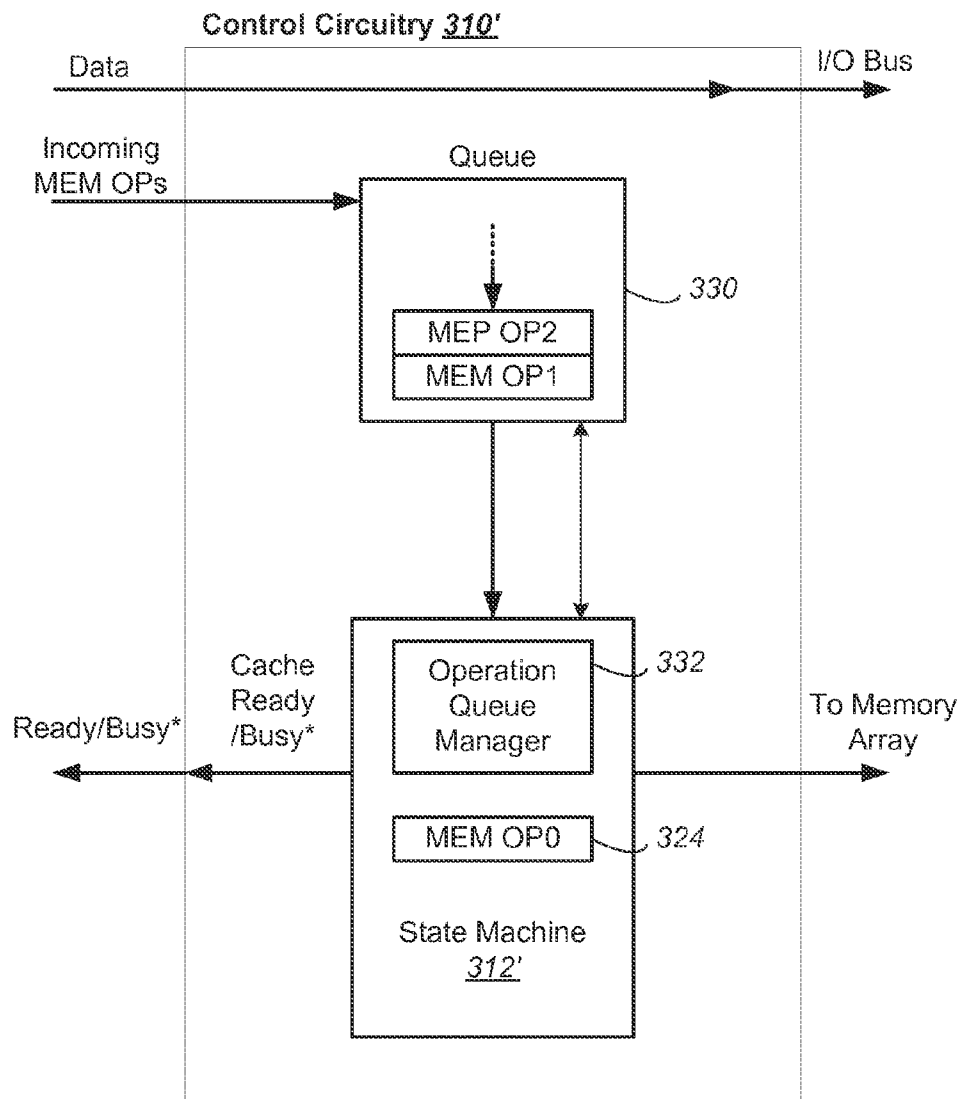 Control Circuitry 310'
Data
I/O Bus
Incoming
MEM OPs
Queue
330
MEP OP2
MEM OP1
Operation
Queue
Manager
332
Cache
Ready
/Busy*
Ready/Busy*
To Memory
Array
MEM OP0
324
State Machine
312'